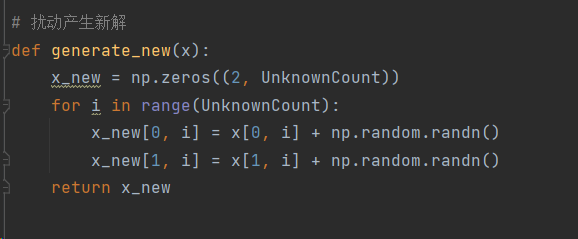 # 扰动产生新解
def generate_new(x):
    x_new = np.zeros((2, UnknownCount))
    for i in range(UnknownCount):
        x_new[0, i] = x[0, i] + np.random.randn()
        x_new[1, i] = x[1, i] + np.random.randn()
    return x_new